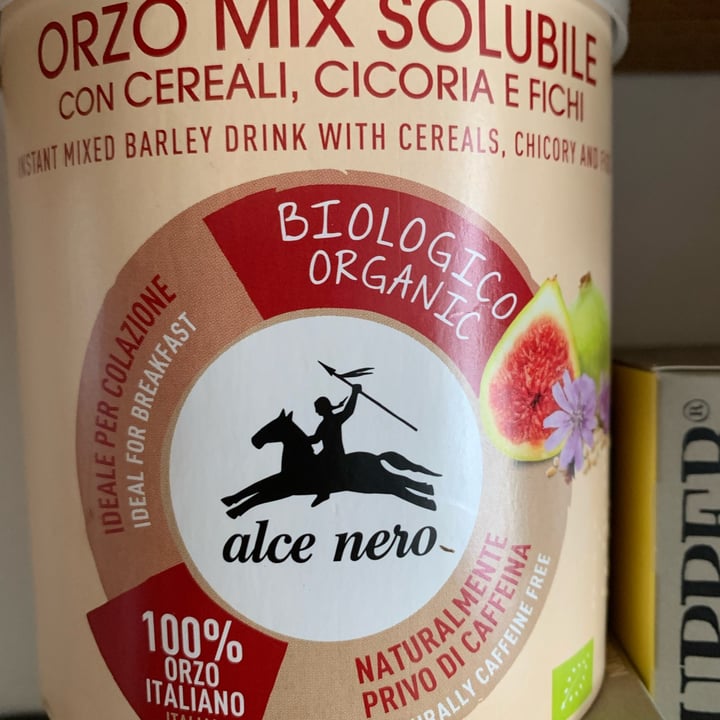 ORZO MIX SOLUBILE
CON CEREALI, CICORIA E FICHI
INSTANT MIXED BARLEY DRINK WITH CEREALS, CHICORY AND
BIOLOGICO
ORGANIC
IDEALE PER COLAZIONE
IDEAL FOR BREAKFAST
alce nero
100%
ORZO
ITALIANO
NATURALMENTE
PRIVO DI CAFFEINA
NATURALLY CAFFEINE FREE